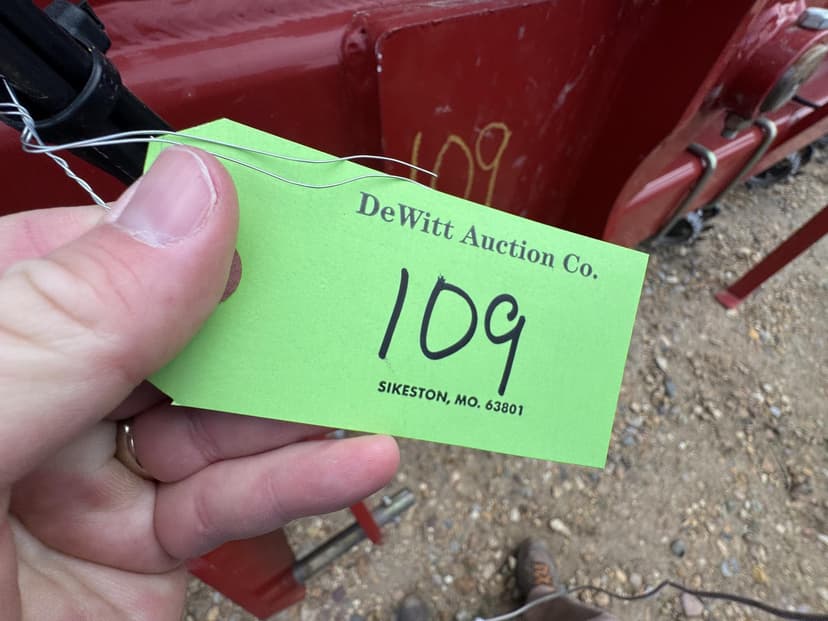 109
DeWitt Auction Co.
109
SIKESTON, MO. 63801